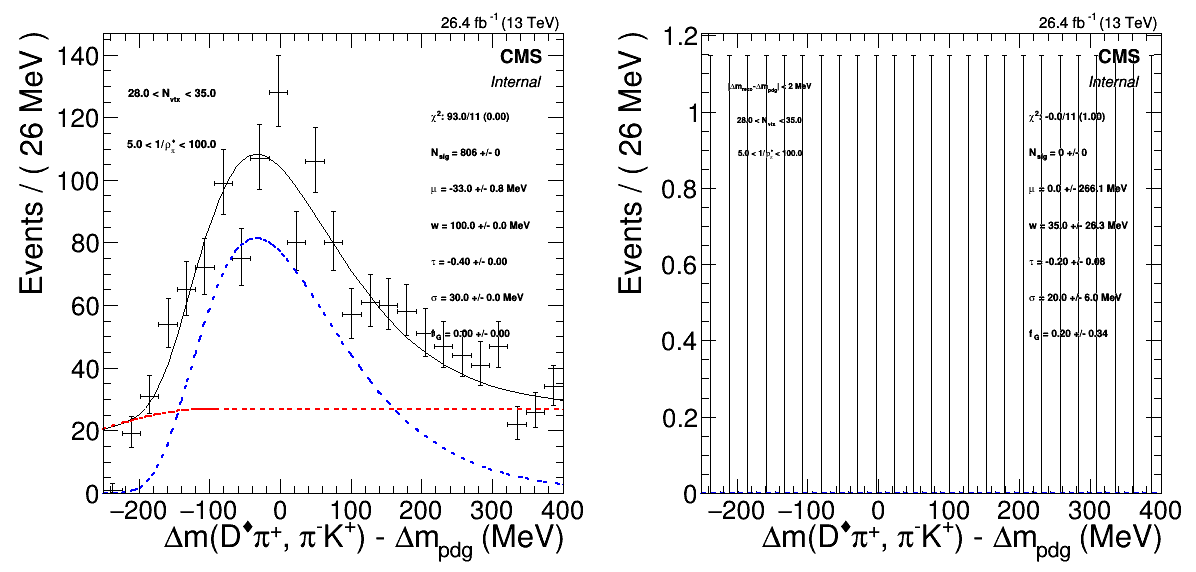 26.4 fb⁻¹ (13 TeV)
Events / ( 26 MeV )
CMS
Internal
28.0 < N_vtx < 35.0
5.0 < 1/ρ_π^* < 100.0
χ²: 93.0/11 (0.00)
N_sig = 806 +/- 0
μ = -33.0 +/- 0.8 MeV
w = 100.0 +/- 0.0 MeV
τ = -0.40 +/- 0.00
σ = 30.0 +/- 0.0 MeV
f_G = 0.00 +/- 0.00
140
120
100
80
60
40
20
0
−200 −100 0 100 200 300 400
Δm(D♦π⁺, π⁻K⁺) - Δm_pdg (MeV)
26.4 fb⁻¹ (13 TeV)
Events / ( 26 MeV )
CMS
Internal
|Δm_reco-Δm_pdg| < 2 MeV
28.0 < N_vtx < 35.0
5.0 < 1/ρ_π^* < 100.0
χ²: -0.0/11 (1.00)
N_sig = 0 +/- 0
μ = 0.0 +/- 266.1 MeV
w = 35.0 +/- 26.3 MeV
τ = -0.20 +/- 0.08
σ = 20.0 +/- 6.0 MeV
f_G = 0.20 +/- 0.34
1.2
1
0.8
0.6
0.4
0.2
0
−200 −100 0 100 200 300 400
Δm(D♦π⁺, π⁻K⁺) - Δm_pdg (MeV)